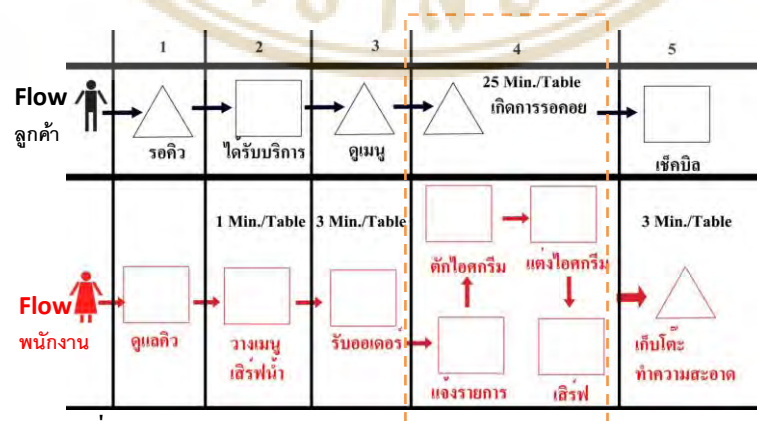 1 2 3 4 5
Flow
ลูกค้า
25 Min./Table
เกิดการรอคอย
รอคิว
ได้รับบริการ
ดูเมนู
เช็คบิล
1 Min./Table
3 Min./Table
3 Min./Table
ตักไอศกรีม
แต่งไอศกรีม
Flow
พนักงาน
ดูแลคิว
วางเมนู
เสิร์ฟน้ำ
รับออเดอร์
แจ้งรายการ
เสิร์ฟ
เก็บโต๊ะ
ทำความสะอาด